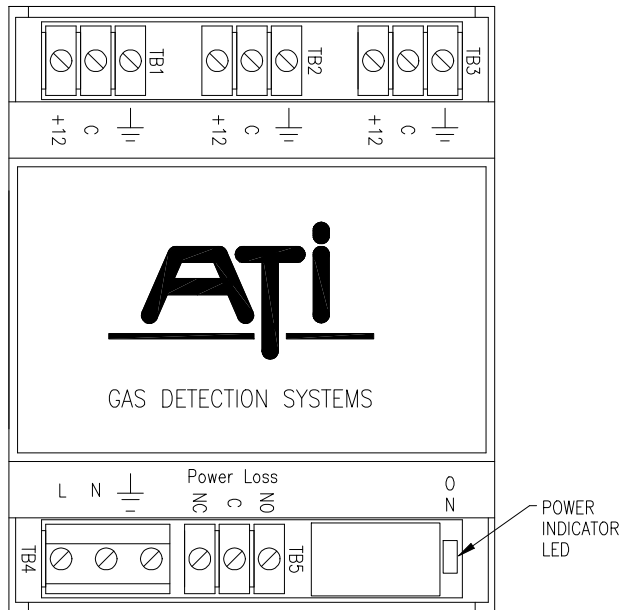 TB1 TB2 TB3
+12 C +12 C +12 C
ATi
GAS DETECTION SYSTEMS
L N Power Loss
NC C NO
ON
TB4 TB5
POWER
INDICATOR
LED